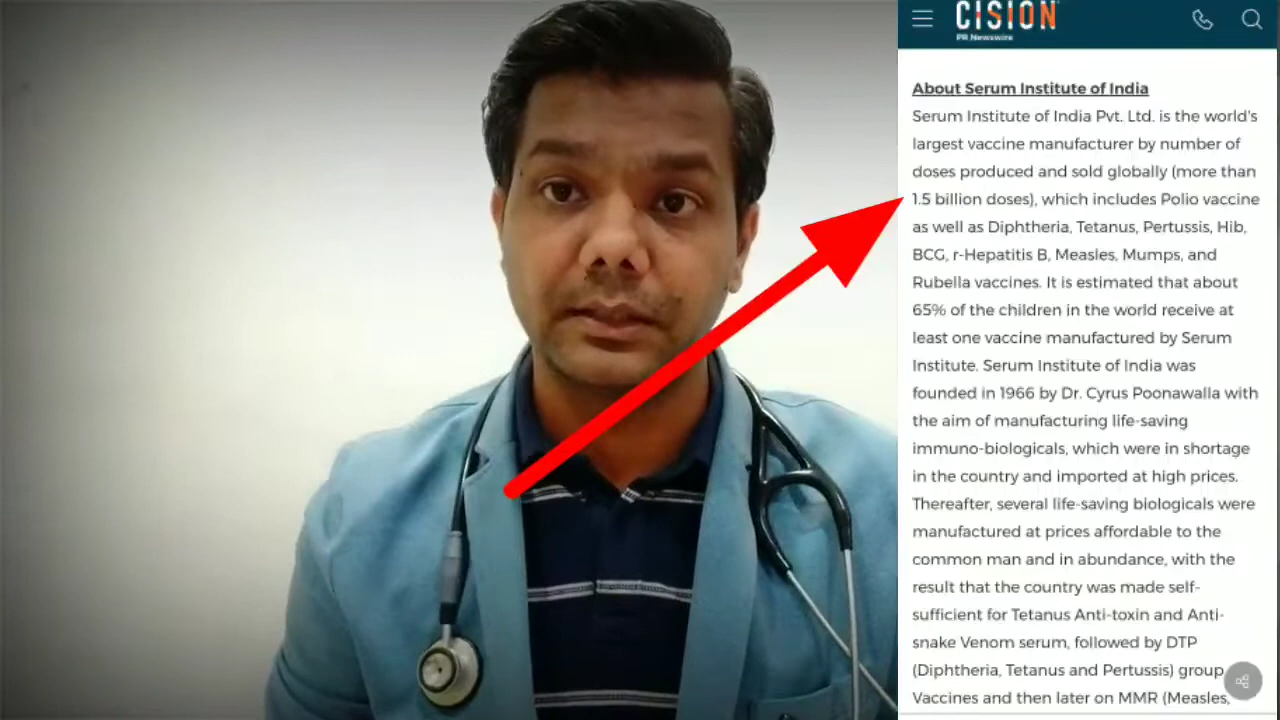 CISION
PR Newswire
About Serum Institute of India
Serum Institute of India Pvt. Ltd. is the world's
largest vaccine manufacturer by number of
doses produced and sold globally (more than
1.5 billion doses), which includes Polio vaccine
as well as Diphtheria, Tetanus, Pertussis, Hib,
BCG, r-Hepatitis B, Measles, Mumps, and
Rubella vaccines. It is estimated that about
65% of the children in the world receive at
least one vaccine manufactured by Serum
Institute. Serum Institute of India was
founded in 1966 by Dr. Cyrus Poonawalla with
the aim of manufacturing life-saving
immuno-biologicals, which were in shortage
in the country and imported at high prices.
Thereafter, several life-saving biologicals were
manufactured at prices affordable to the
common man and in abundance, with the
result that the country was made self-
sufficient for Tetanus Anti-toxin and Anti-
snake Venom serum, followed by DTP
(Diphtheria, Tetanus and Pertussis) group
Vaccines and then later on MMR (Measles,